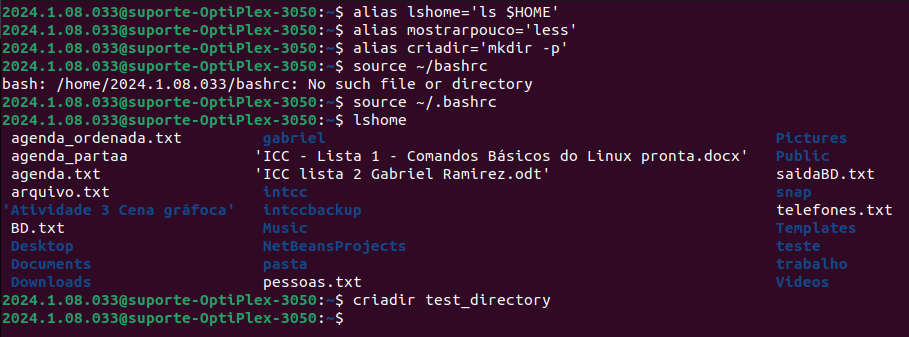 2024.1.08.033@suporte-OptiPlex-3050:~$ alias lshome='ls $HOME'
2024.1.08.033@suporte-OptiPlex-3050:~$ alias mostrarpouco='less'
2024.1.08.033@suporte-OptiPlex-3050:~$ alias criadir='mkdir -p'
2024.1.08.033@suporte-OptiPlex-3050:~$ source ~/bashrc
bash: /home/2024.1.08.033/bashrc: No such file or directory
2024.1.08.033@suporte-OptiPlex-3050:~$ source ~/.bashrc
2024.1.08.033@suporte-OptiPlex-3050:~$ lshome
agenda_ordenada.txt gabriel Pictures
agenda_partaa 'ICC - Lista 1 - Comandos Básicos do Linux pronta.docx' Public
agenda.txt 'ICC lista 2 Gabriel Ramirez.odt' saidaBD.txt
arquivo.txt intcc snap
'Atividade 3 Cena gráfoca' intccbackup telefones.txt
BD.txt Music Templates
Desktop NetBeansProjects teste
Documents pasta trabalho
Downloads pessoas.txt Videos
2024.1.08.033@suporte-OptiPlex-3050:~$ criadir test_directory
2024.1.08.033@suporte-OptiPlex-3050:~$